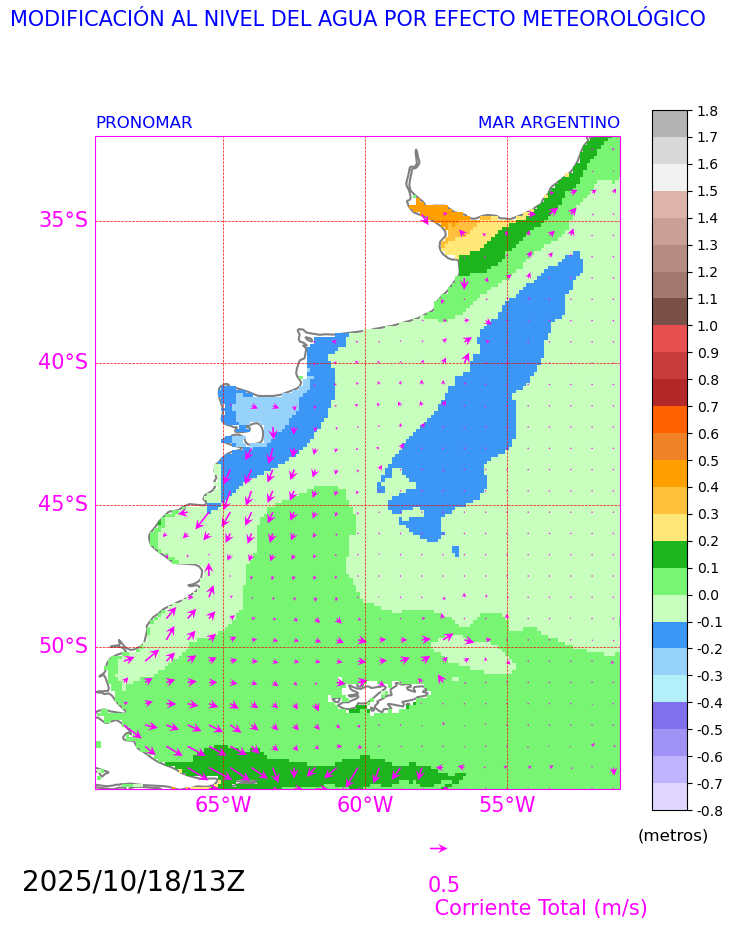 MODIFICACIÓN AL NIVEL DEL AGUA POR EFECTO METEOROLÓGICO
PRONOMAR MAR ARGENTINO
35°S
40°S
45°S
50°S
65°W 60°W 55°W
1.8
1.7
1.6
1.5
1.4
1.3
1.2
1.1
1.0
0.9
0.8
0.7
0.6
0.5
0.4
0.3
0.2
0.1
0.0
-0.1
-0.2
-0.3
-0.4
-0.5
-0.6
-0.7
-0.8
(metros)
2025/10/18/13Z
0.5
Corriente Total (m/s)